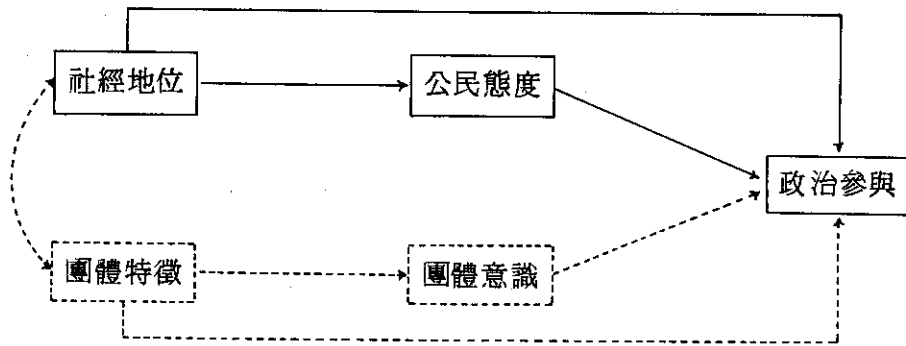 社經地位
公民態度
政治參與
團體特徵
團體意識